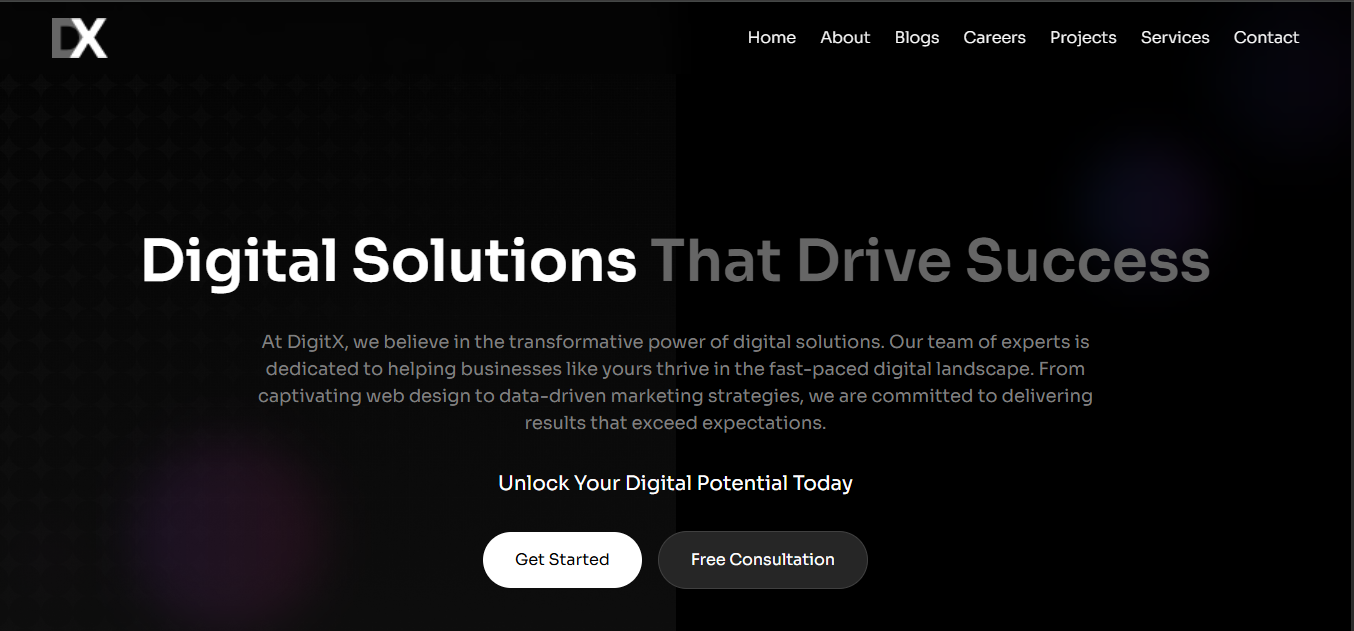 DX
Home About Blogs Careers Projects Services Contact
Digital Solutions That Drive Success
At DigitX, we believe in the transformative power of digital solutions. Our team of experts is
dedicated to helping businesses like yours thrive in the fast-paced digital landscape. From
captivating web design to data-driven marketing strategies, we are committed to delivering
results that exceed expectations.
Unlock Your Digital Potential Today
Get Started Free Consultation